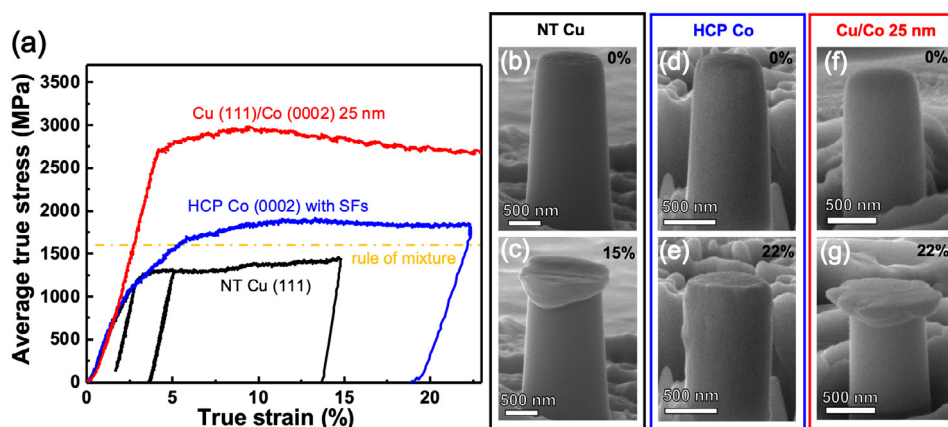 (a)
Average true stress (MPa)
3500
3000
2500
2000
1500
1000
500
0
Cu (111)/Co (0002) 25 nm
HCP Co (0002) with SFs
rule of mixture
NT Cu (111)
0 5 10 15 20
True strain (%)
NT Cu
(b) 0%
500 nm
(c) 15%
500 nm
HCP Co
(d) 0%
500 nm
(e) 22%
500 nm
Cu/Co 25 nm
(f) 0%
500 nm
(g) 22%
500 nm